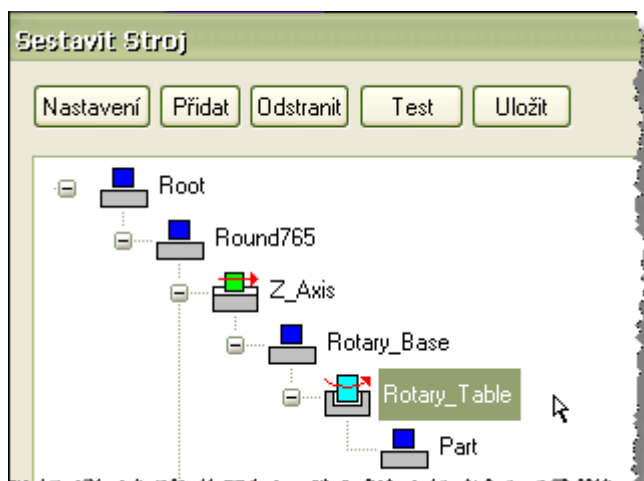 Sestavit Stroj
Nastavení Přidat Odstranit Test Uložit
Root
Round765
Z_Axis
Rotary_Base
Rotary_Table
Part